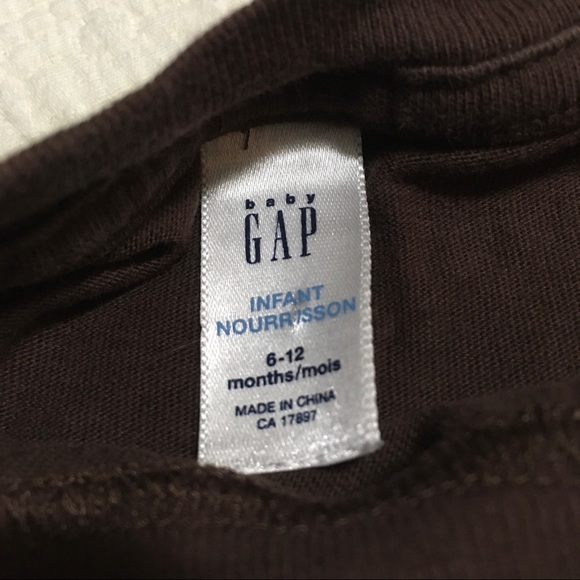 baby
GAP
INFANT
NOURRISSON
6-12
months/mois
MADE IN CHINA
CA 17897